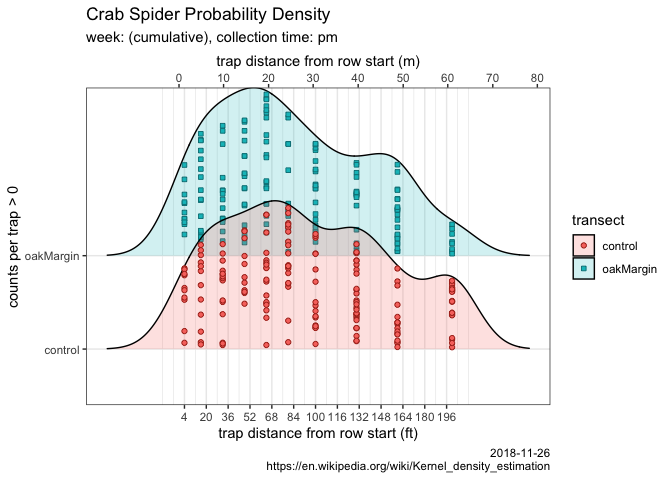 Crab Spider Probability Density
week: (cumulative), collection time: pm
trap distance from row start (m)
0 10 20 30 40 50 60 70 80
counts per trap > 0
oakMargin
control
transect
control
oakMargin
4 20 36 52 68 84 100 116 132 148 164 180 196
trap distance from row start (ft)
2018-11-26
https://en.wikipedia.org/wiki/Kernel_density_estimation